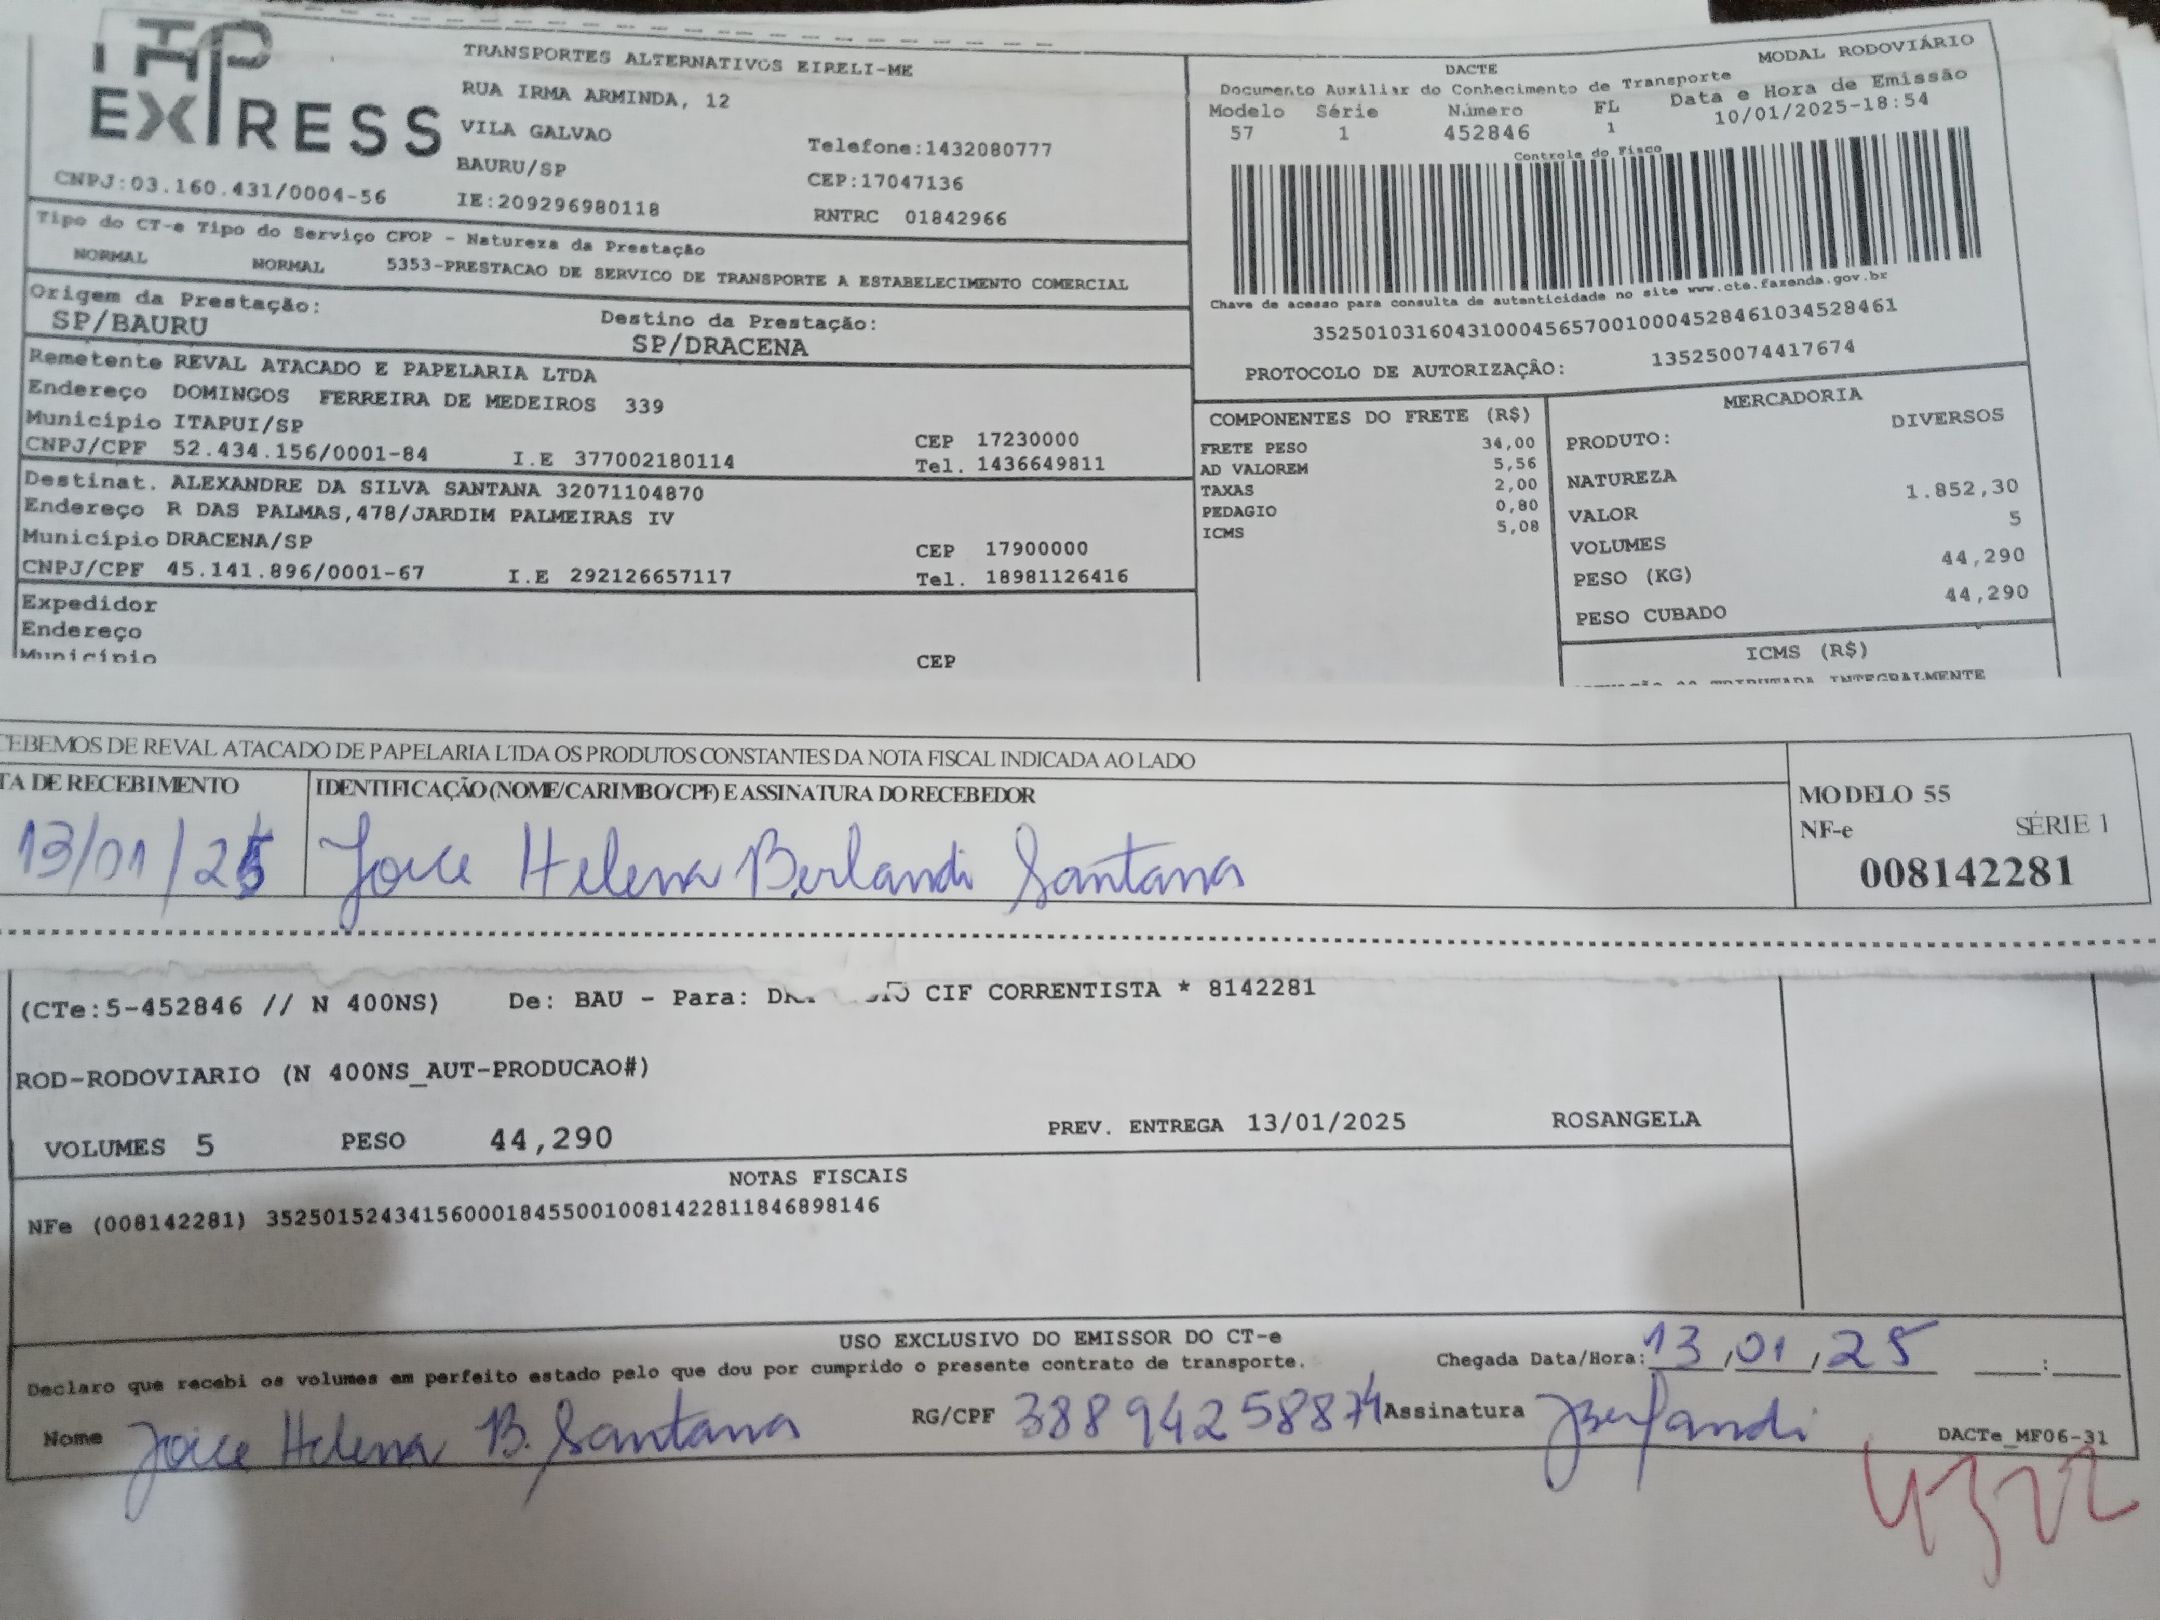 EXPRESS
TRANSPORTES ALTERNATIVOS EIRELI-ME
RUA IRMA ARMINDA, 12
VILA GALVAO
Telefone:1432080777
BAURU/SP
CEP:17047136
CNPJ:03.160.431/0004-56
IE:209296980118
RNTRC 01842966
MODAL RODOVIÁRIO
DACTE
Documento Auxiliar do Conhecimento de Transporte
Modelo Série Número FL Data e Hora de Emissão
57 1 452846 1 10/01/2025-18:54
Controle do Fisco
Chave de acesso para consulta de autenticidade no site www.cte.fazenda.gov.br
35250103160431000456570010004528461034528461
PROTOCOLO DE AUTORIZAÇÃO: 135250074417674
Tipo do CT-e Tipo do Serviço CFOP - Natureza da Prestação
NORMAL NORMAL 5353-PRESTACAO DE SERVICO DE TRANSPORTE A ESTABELECIMENTO COMERCIAL
Origem da Prestação: Destino da Prestação:
SP/BAURU SP/DRACENA
Remetente REVAL ATACADO E PAPELARIA LTDA
Endereço DOMINGOS FERREIRA DE MEDEIROS 339
Município ITAPUI/SP CEP 17230000
CNPJ/CPF 52.434.156/0001-84 I.E 377002180114 Tel. 1436649811
Destinat. ALEXANDRE DA SILVA SANTANA 32071104870
Endereço R DAS PALMAS,478/JARDIM PALMEIRAS IV
Município DRACENA/SP CEP 17900000
CNPJ/CPF 45.141.896/0001-67 I.E 292126657117 Tel. 18981126416
Expedidor
Endereço
Município CEP
COMPONENTES DO FRETE (R$)
FRETE PESO 34,00
AD VALOREM 5,56
TAXAS 2,00
PEDAGIO 0,80
ICMS 5,08
MERCADORIA
PRODUTO: DIVERSOS
NATUREZA
VALOR 1.852,30
VOLUMES 5
PESO (KG) 44,290
PESO CUBADO 44,290
ICMS (R$)
TRIBUTADA INTEGRALMENTE
CEBEMOS DE REVAL ATACADO DE PAPELARIA LTDA OS PRODUTOS CONSTANTES DA NOTA FISCAL INDICADA AO LADO
TA DE RECEBIMENTO IDENTIFICAÇÃO (NOME/CARIMBO/CPF) E ASSINATURA DO RECEBEDOR
13/01/25 Joice Helena Berlandi Santana
MODELO 55
NF-e SÉRIE 1
008142281
(CTe:5-452846 // N 400NS) De: BAU - Para: CIF CORRENTISTA * 8142281
ROD-RODOVIARIO (N 400NS_AUT-PRODUCAO#)
VOLUMES 5 PESO 44,290 PREV. ENTREGA 13/01/2025 ROSANGELA
NOTAS FISCAIS
NFe (008142281) 35250152434156000184550010081422811846898146
USO EXCLUSIVO DO EMISSOR DO CT-e
Declaro que recebi os volumes em perfeito estado pelo que dou por cumprido o presente contrato de transporte. Chegada Data/Hora: 13,01,25 :
Nome Joice Helena B. Santana RG/CPF 38894258874 Assinatura JBerlandi
DACTe_MF06-31